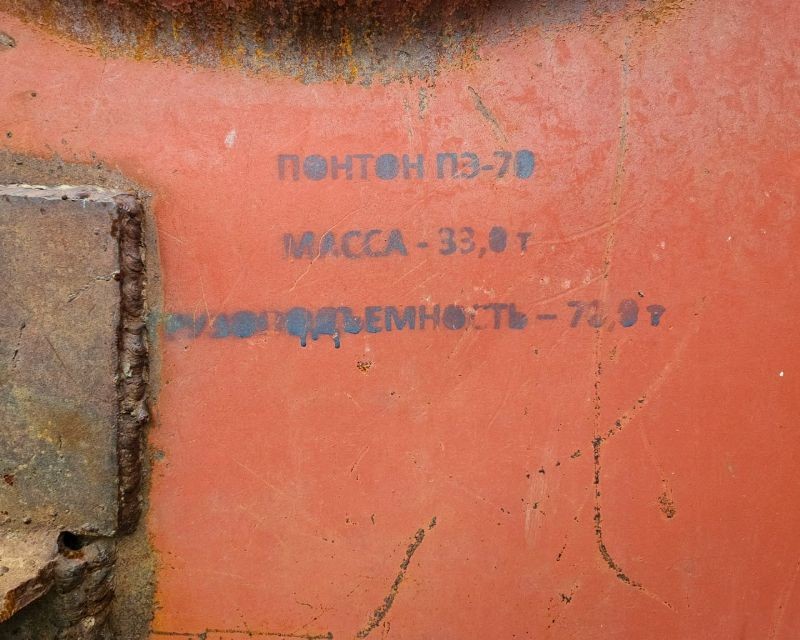 ПОНТОН ПЭ-70
МАССА - 33,0 т
ГРУЗОПОДЪЕМНОСТЬ – т